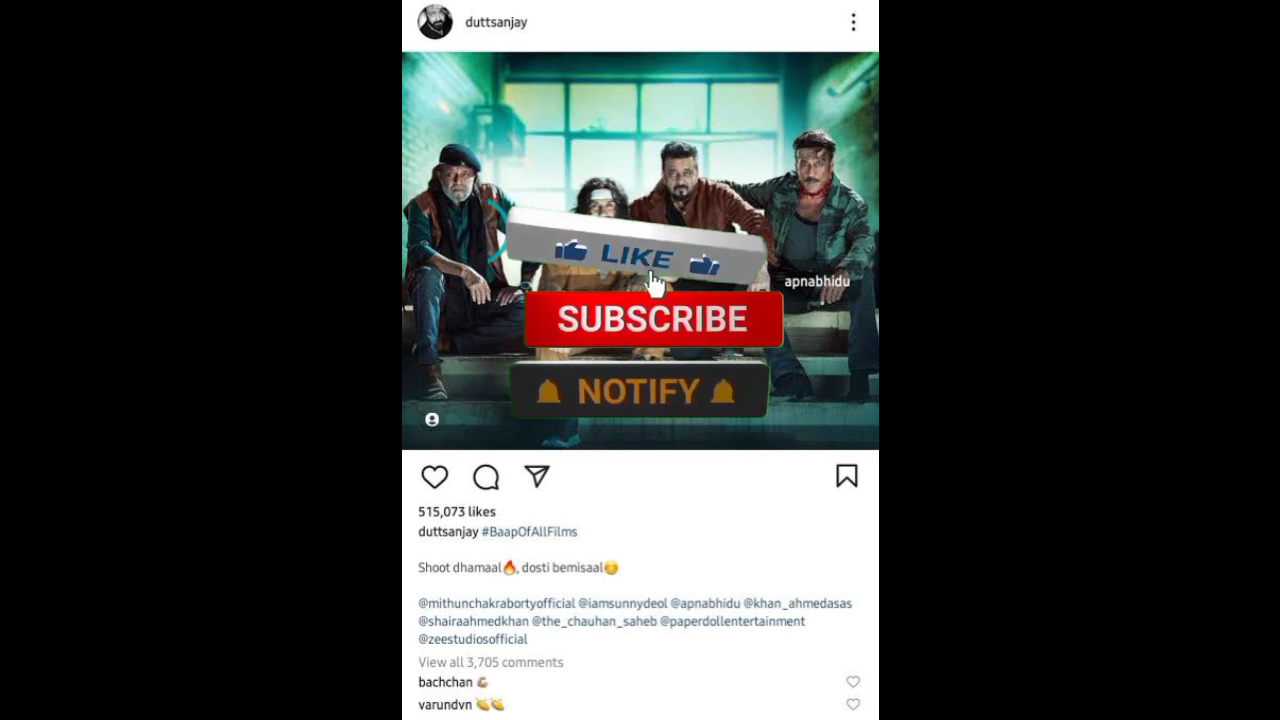 duttsanjay
LIKE
apnabhidu
SUBSCRIBE
NOTIFY
515,073 likes
duttsanjay #BaapOfAllFilms
Shoot dhamaal🔥, dosti bemisaal😊
@mithunchakrabortyofficial @iamsunnydeol @apnabhidu @khan_ahmedasas
@shairaahmedkhan @the_chauhan_saheb @paperdollentertainment
@zeestudiosofficial
View all 3,705 comments
bachchan 💪🏽
varundvn 👏👏